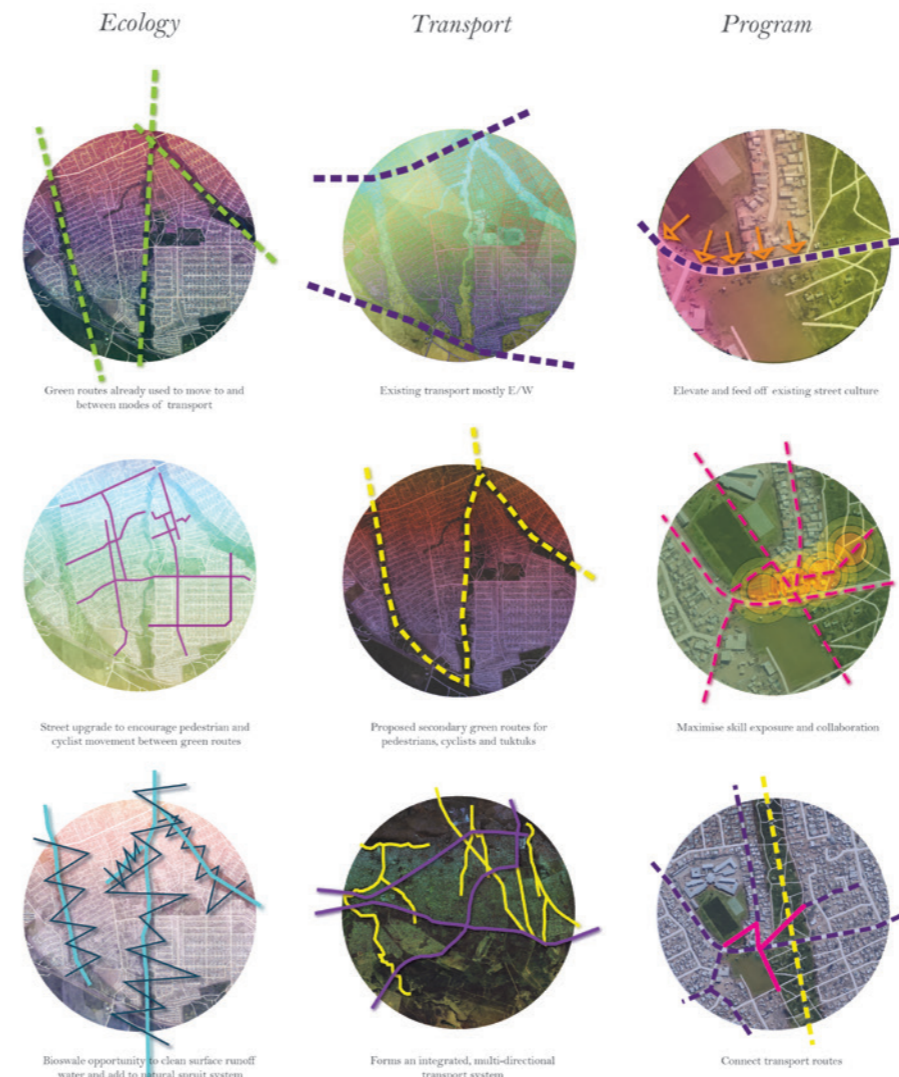 Ecology
Transport
Program
Green routes already used to move to and
between modes of transport
Existing transport mostly E/W
Elevate and feed off existing street culture
Street upgrade to encourage pedestrian and
cyclist movement between green routes
Proposed secondary green routes for
pedestrians, cyclists and tuktuks
Maximise skill exposure and collaboration
Bioswale opportunity to clean surface runoff
water and add to natural spruit system
Forms an integrated, multi-directional
transport system
Connect transport routes